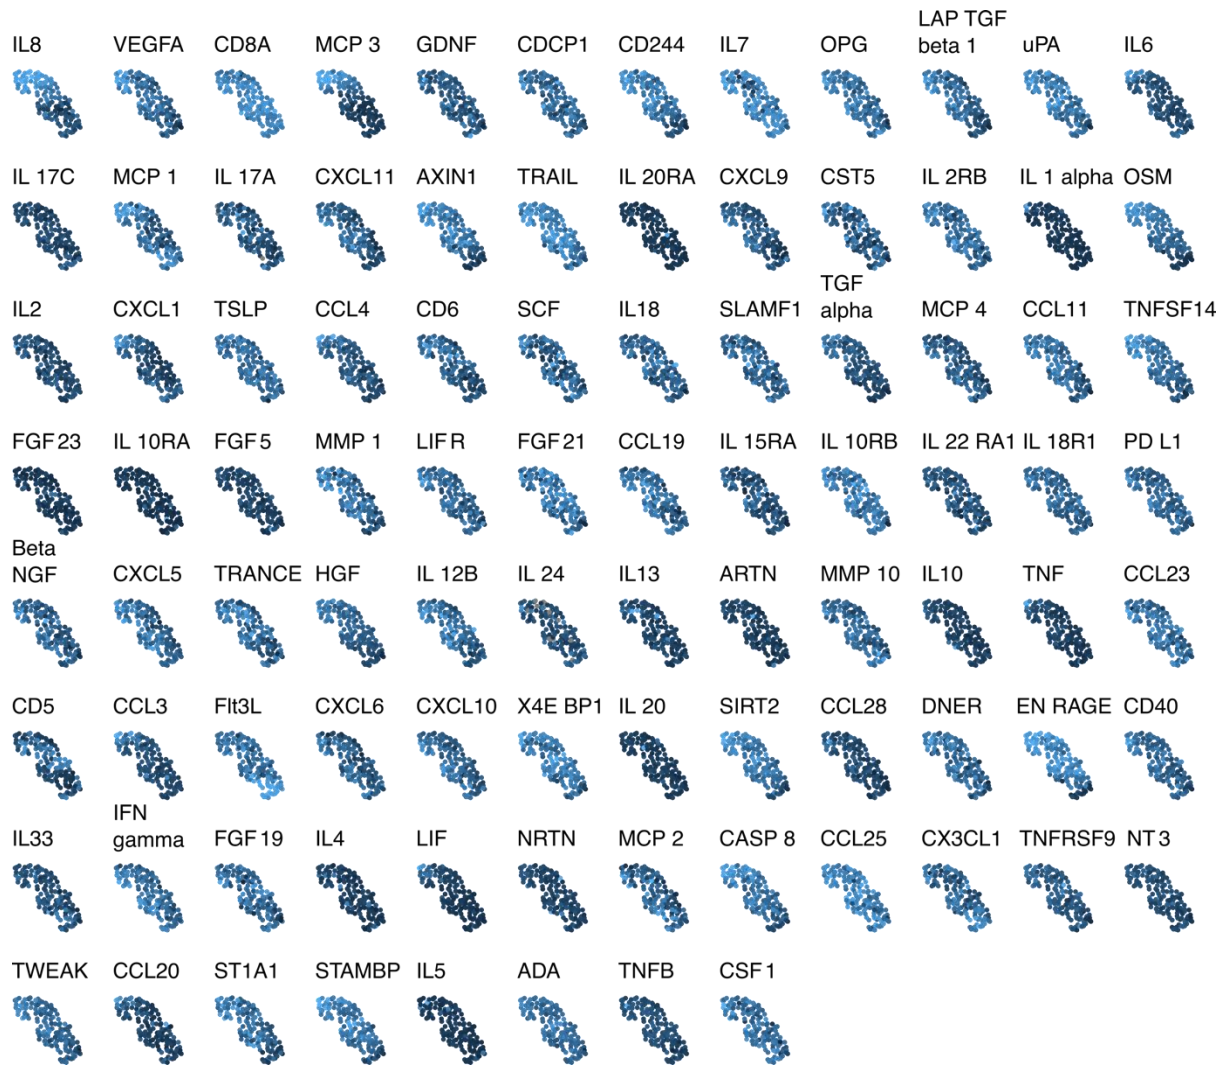 LAP TGF
IL8 VEGFA CD8A MCP 3 GDNF CDCP1 CD244 IL7 OPG beta 1 uPA IL6
IL 17C MCP 1 IL 17A CXCL11 AXIN1 TRAIL IL 20RA CXCL9 CST5 IL 2RB IL 1 alpha OSM
TGF
IL2 CXCL1 TSLP CCL4 CD6 SCF IL18 SLAMF1 alpha MCP 4 CCL11 TNFSF14
FGF 23 IL 10RA FGF 5 MMP 1 LIF R FGF 21 CCL19 IL 15RA IL 10RB IL 22 RA1 IL 18R1 PD L1
Beta
NGF CXCL5 TRANCE HGF IL 12B IL 24 IL13 ARTN MMP 10 IL10 TNF CCL23
CD5 CCL3 Flt3L CXCL6 CXCL10 X4E BP1 IL 20 SIRT2 CCL28 DNER EN RAGE CD40
IFN
IL33 gamma FGF 19 IL4 LIF NRTN MCP 2 CASP 8 CCL25 CX3CL1 TNFRSF9 NT 3
TWEAK CCL20 ST1A1 STAMBP IL5 ADA TNFB CSF 1